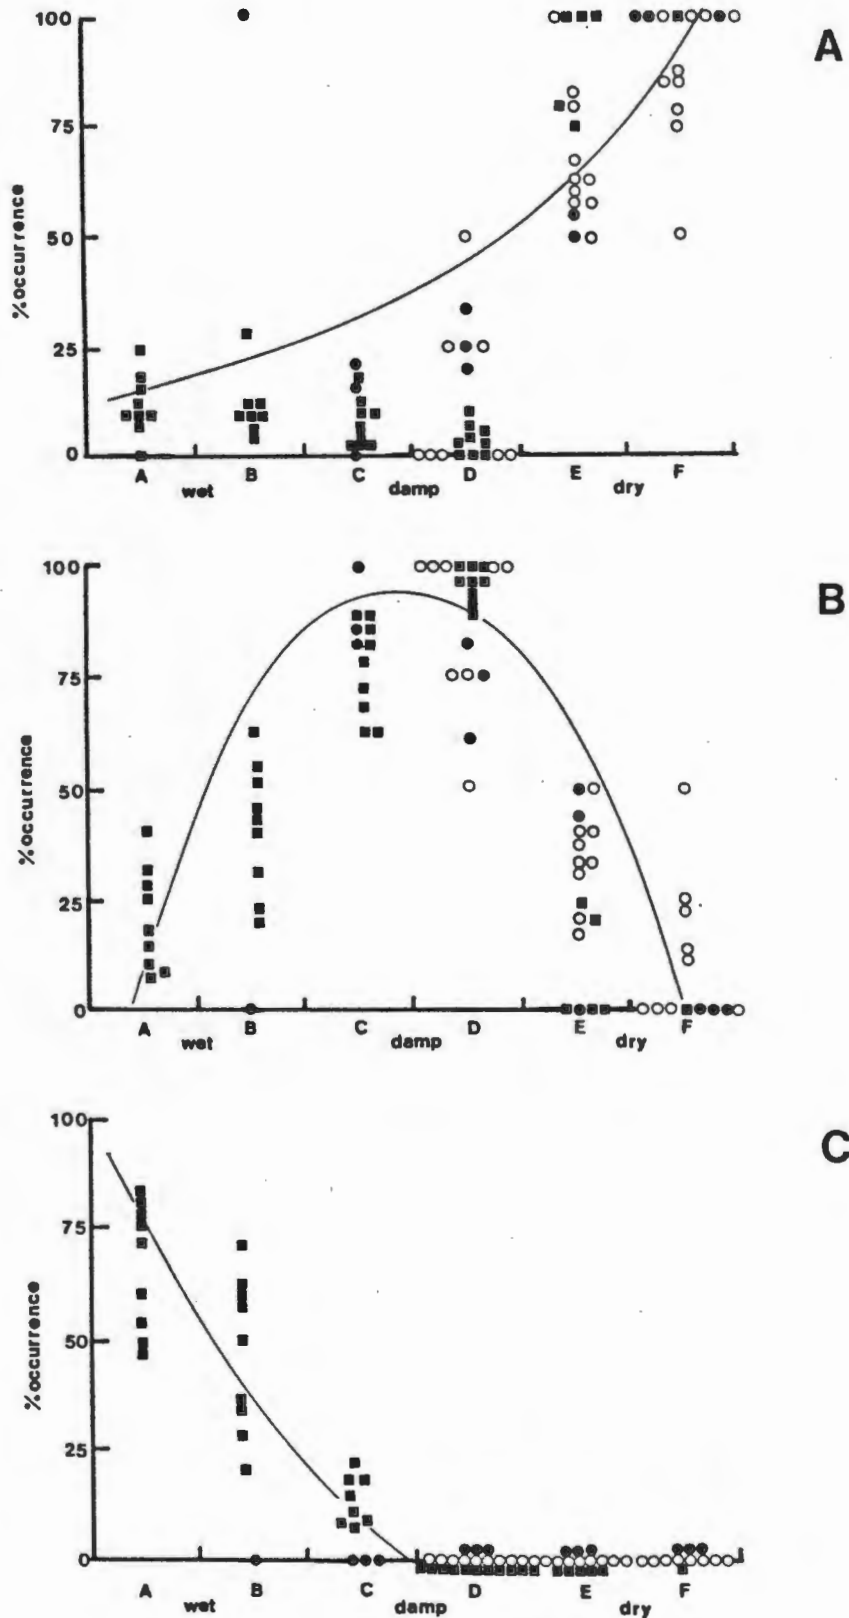 A
100
75
50
25
0
%occurrence
A B C D E F
wet damp dry
B
100
75
50
25
0
%occurrence
A B C D E F
wet damp dry
C
100
75
50
25
0
%occurrence
A B C D E F
wet damp dry